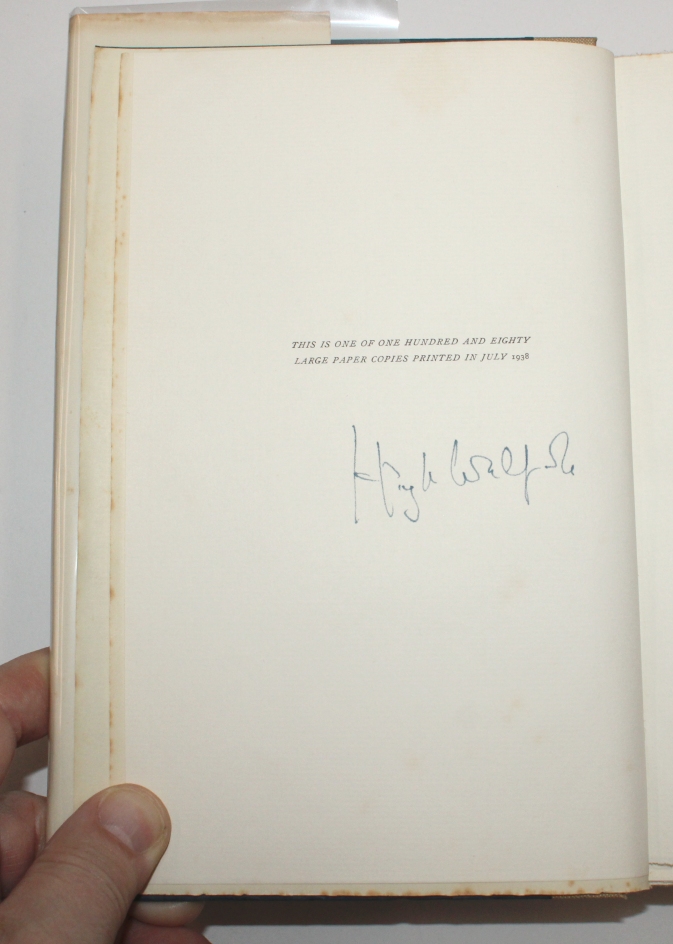 THIS IS ONE OF ONE HUNDRED AND EIGHTY
LARGE PAPER COPIES PRINTED IN JULY 1938
Hugh Walpole